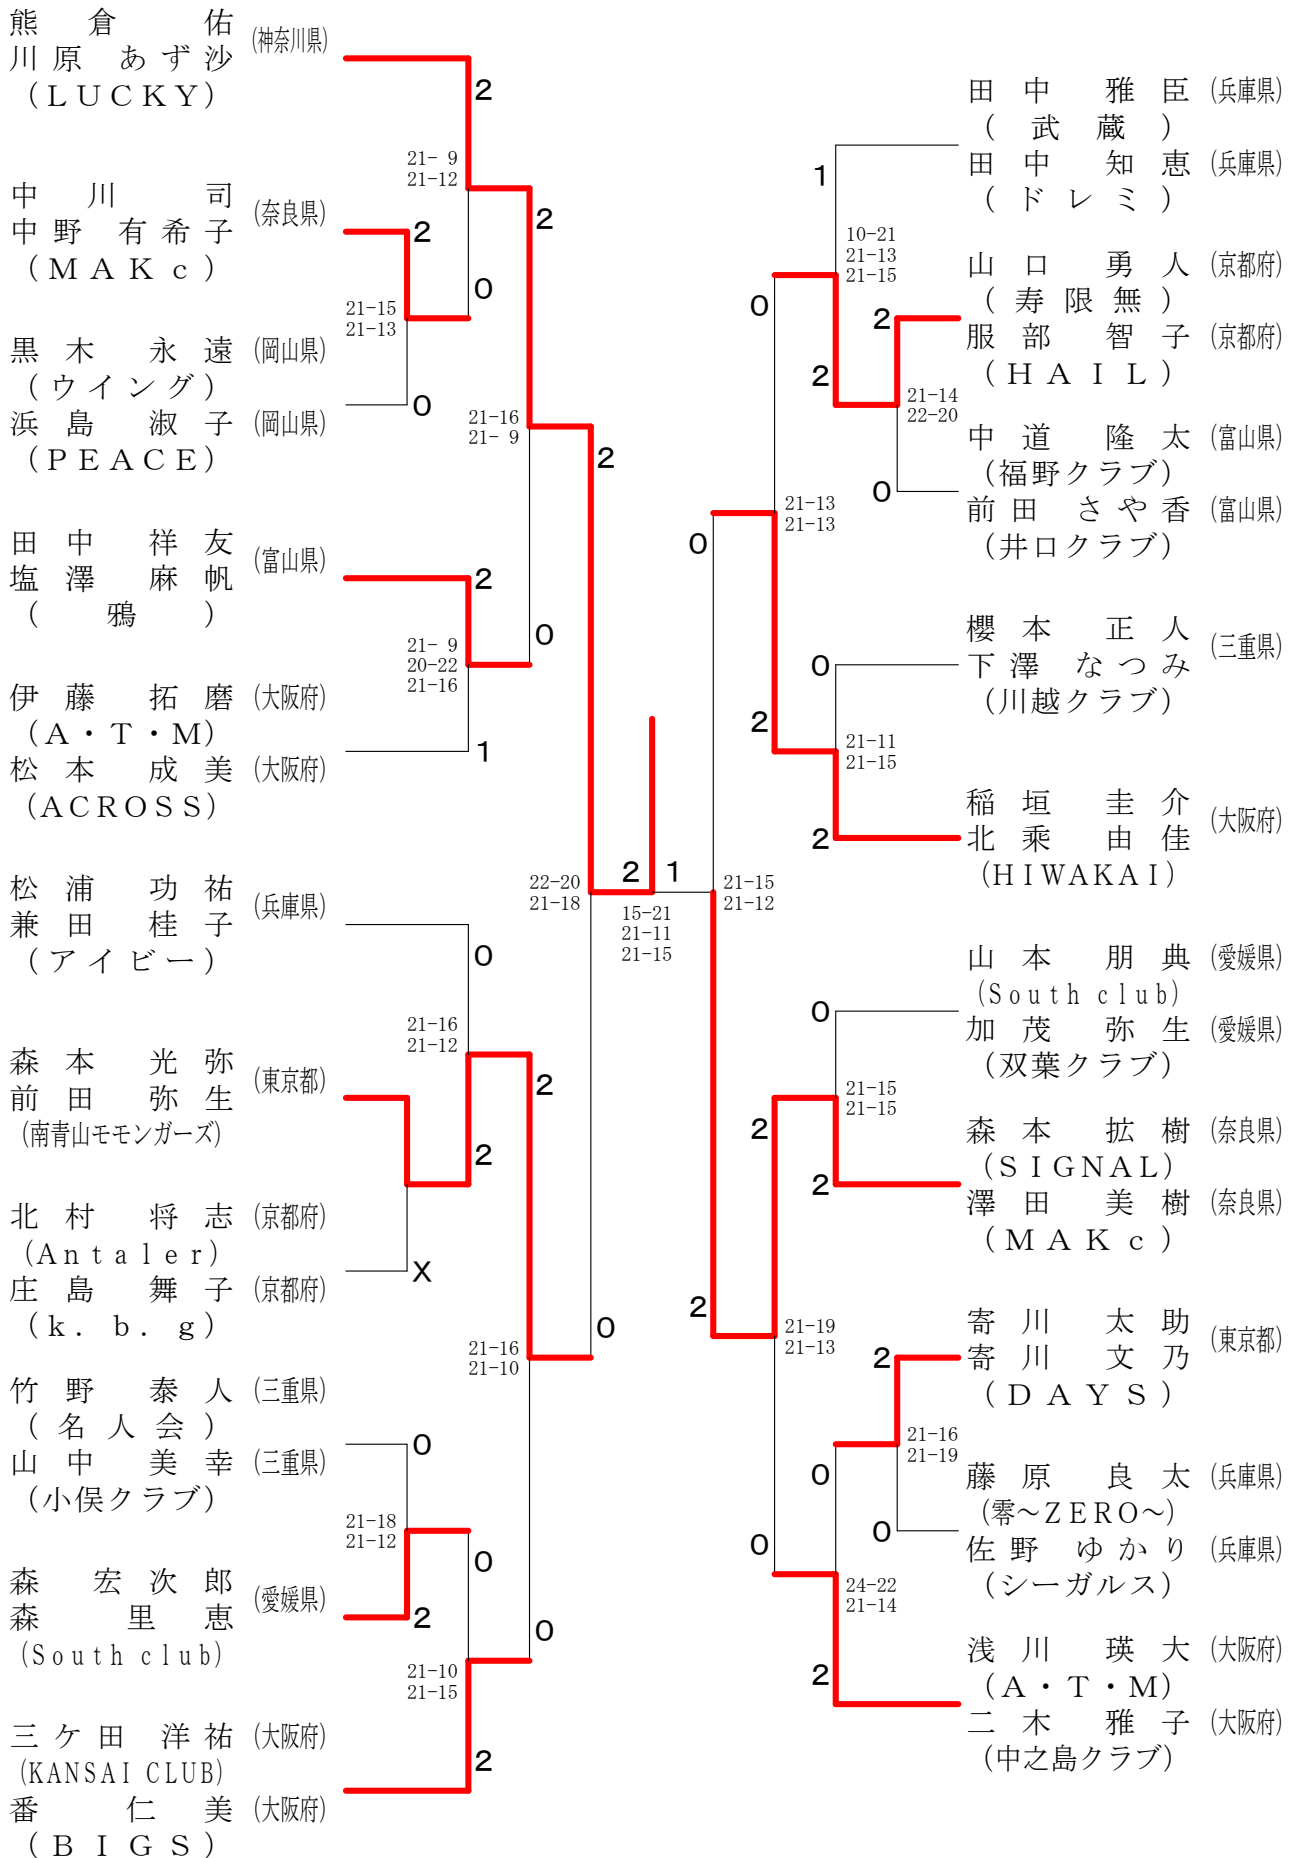 熊倉 佑 (神奈川県)
川原 あず沙
(LUCKY)
2
21- 9
21-12
中川 司 (奈良県)
中野 有希子
(MAKc)
2
2
0
21-15
21-13
黒木 永遠 (岡山県)
(ウイング)
浜島 淑子 (岡山県)
(PEACE)
0
21-16
21- 9
2
田中 祥友 (富山県)
塩澤 麻帆
(鴉)
2
0
21- 9
20-22
21-16
伊藤 拓磨 (大阪府)
(A・T・M)
松本 成美 (大阪府)
(ACROSS)
1
松浦 功祐 (兵庫県)
兼田 桂子
(アイビー)
0
22-20
21-18
21-16
21-12
森本 光弥 (東京都)
前田 弥生
(南青山モモンガーズ)
2
2
北村 将志 (京都府)
(Antaler)
庄島 舞子 (京都府)
(k.b.g)
X
0
21-16
21-10
竹野 泰人 (三重県)
(名人会)
山中 美幸 (三重県)
(小俣クラブ)
0
21-18
21-12
0
森 宏次郎 (愛媛県)
森 里恵
(South club)
2
0
21-10
21-15
三ケ田 洋祐 (大阪府)
(KANSAI CLUB)
番 仁美 (大阪府)
(BIGS)
2
2 1
15-21
21-11
21-15
田中 雅臣 (兵庫県)
(武蔵)
田中 知恵 (兵庫県)
(ドレミ)
1
10-21
21-13
21-15
山口 勇人 (京都府)
(寿限無)
服部 智子 (京都府)
(HAIL)
0
2
2
21-14
22-20
中道 隆太 (富山県)
(福野クラブ)
前田 さや香 (富山県)
(井口クラブ)
0
21-13
21-13
0
櫻本 正人 (三重県)
下澤 なつみ
(川越クラブ)
0
2
21-11
21-15
稲垣 圭介 (大阪府)
北乘 由佳
(HIWAKAI)
2
21-15
21-12
山本 朋典 (愛媛県)
(South club)
加茂 弥生 (愛媛県)
(双葉クラブ)
0
21-15
21-15
2
森本 拡樹 (奈良県)
(SIGNAL)
澤田 美樹 (奈良県)
(MAKc)
2
2
21-19
21-13
寄川 太助 (東京都)
寄川 文乃
(DAYS)
2
21-16
21-19
0
藤原 良太 (兵庫県)
(零～ZERO～)
佐野 ゆかり (兵庫県)
(シーガルス)
0
0
24-22
21-14
浅川 瑛大 (大阪府)
(A・T・M)
二木 雅子 (大阪府)
(中之島クラブ)
2